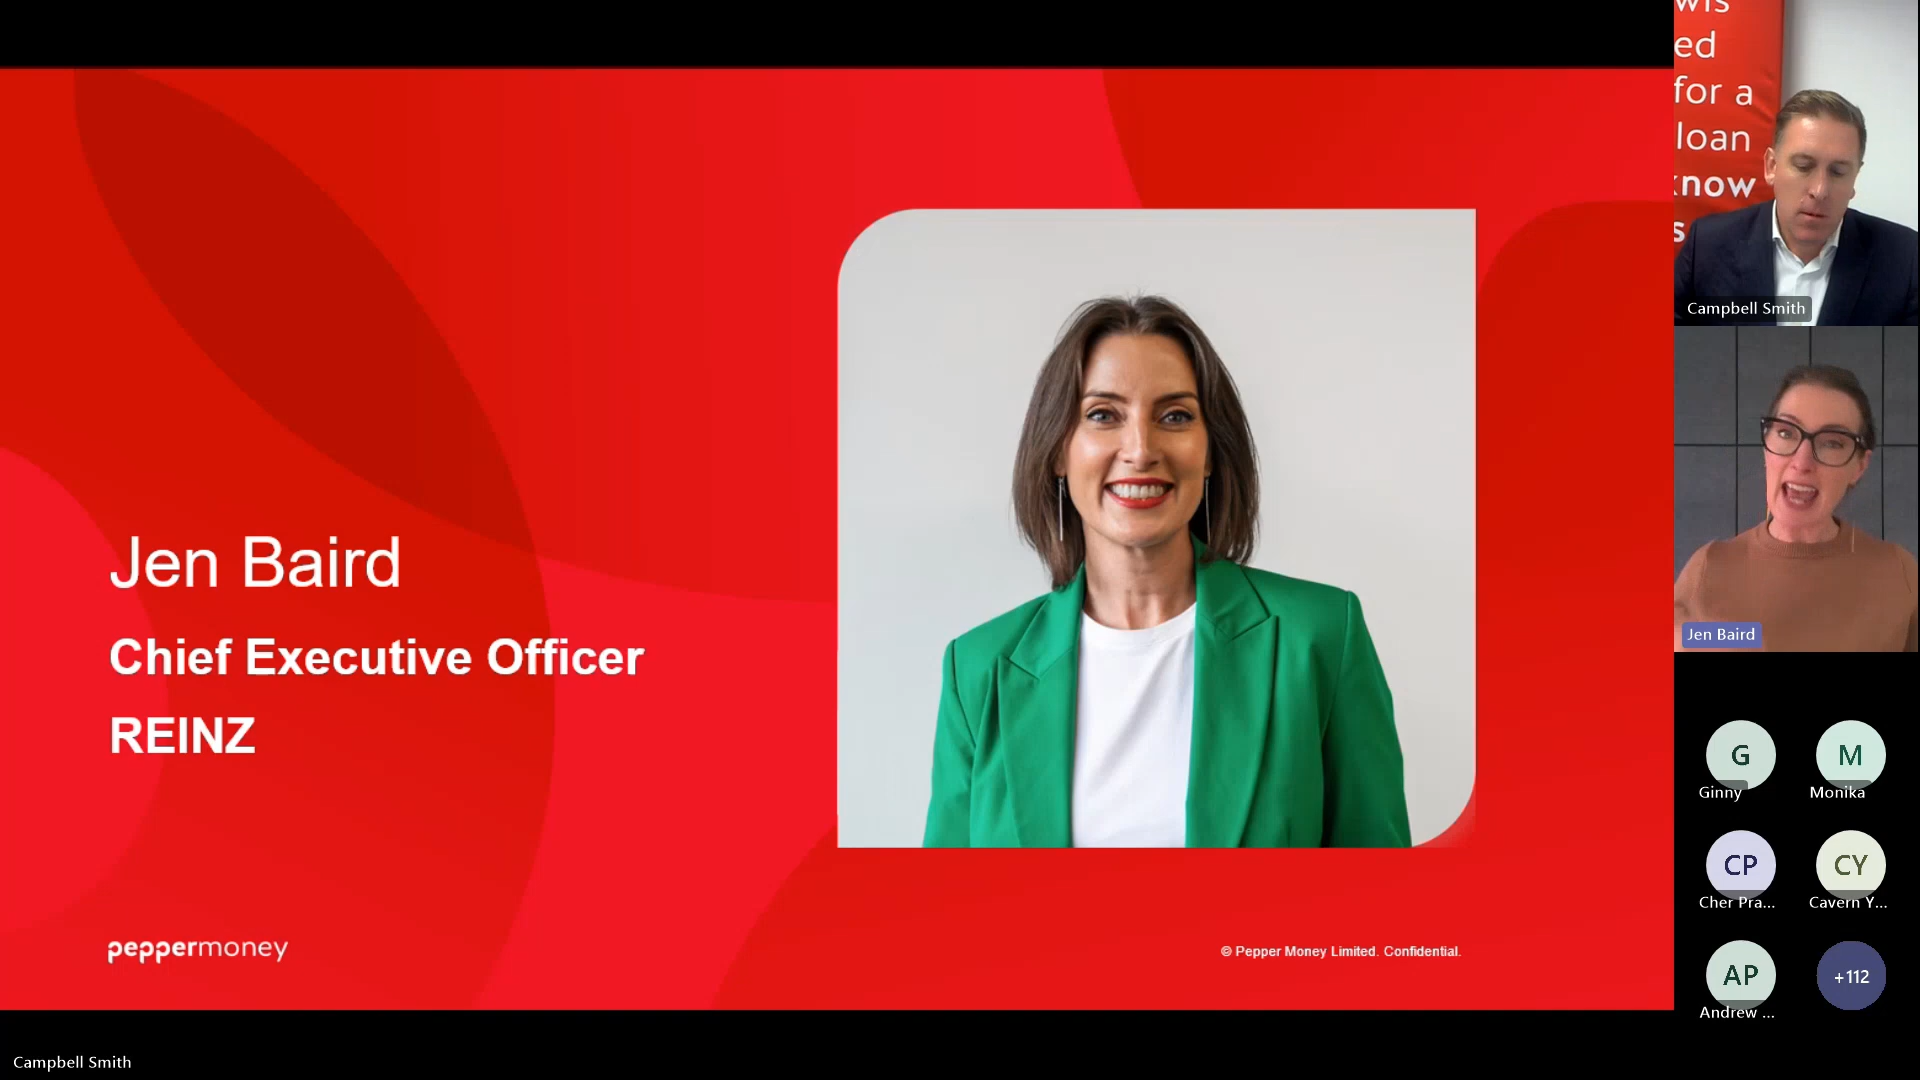 Jen Baird
Chief Executive Officer
REINZ
peppermoney
© Pepper Money Limited. Confidential.
ed
for a
loan
know
s
Campbell Smith
Jen Baird
G
Ginny
M
Monika
CP
Cher Pra...
CY
Cavern Y...
AP
Andrew ...
+112
Campbell Smith